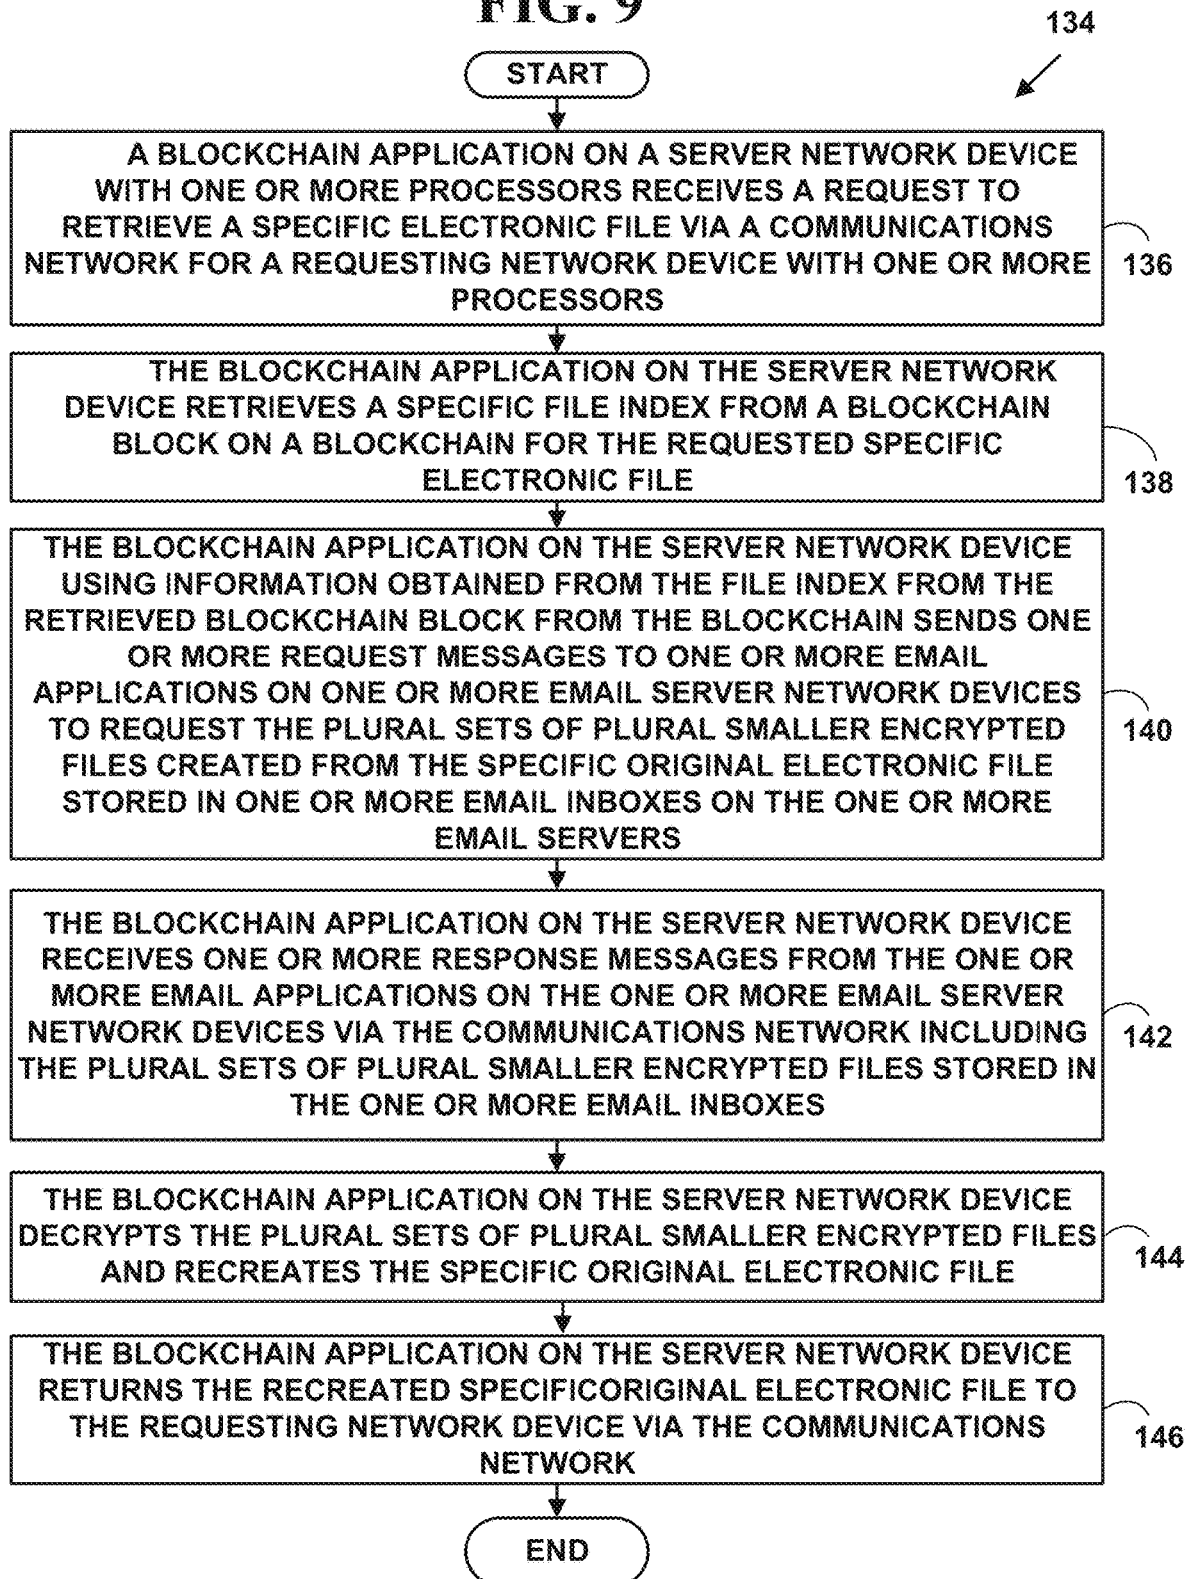 FIG. 9
134
START
A BLOCKCHAIN APPLICATION ON A SERVER NETWORK DEVICE
WITH ONE OR MORE PROCESSORS RECEIVES A REQUEST TO
RETRIEVE A SPECIFIC ELECTRONIC FILE VIA A COMMUNICATIONS
NETWORK FOR A REQUESTING NETWORK DEVICE WITH ONE OR MORE
PROCESSORS
136
THE BLOCKCHAIN APPLICATION ON THE SERVER NETWORK
DEVICE RETRIEVES A SPECIFIC FILE INDEX FROM A BLOCKCHAIN
BLOCK ON A BLOCKCHAIN FOR THE REQUESTED SPECIFIC
ELECTRONIC FILE
138
THE BLOCKCHAIN APPLICATION ON THE SERVER NETWORK DEVICE
USING INFORMATION OBTAINED FROM THE FILE INDEX FROM THE
RETRIEVED BLOCKCHAIN BLOCK FROM THE BLOCKCHAIN SENDS ONE
OR MORE REQUEST MESSAGES TO ONE OR MORE EMAIL
APPLICATIONS ON ONE OR MORE EMAIL SERVER NETWORK DEVICES
TO REQUEST THE PLURAL SETS OF PLURAL SMALLER ENCRYPTED
FILES CREATED FROM THE SPECIFIC ORIGINAL ELECTRONIC FILE
STORED IN ONE OR MORE EMAIL INBOXES ON THE ONE OR MORE
EMAIL SERVERS
140
THE BLOCKCHAIN APPLICATION ON THE SERVER NETWORK DEVICE
RECEIVES ONE OR MORE RESPONSE MESSAGES FROM THE ONE OR
MORE EMAIL APPLICATIONS ON THE ONE OR MORE EMAIL SERVER
NETWORK DEVICES VIA THE COMMUNICATIONS NETWORK INCLUDING
THE PLURAL SETS OF PLURAL SMALLER ENCRYPTED FILES STORED IN
THE ONE OR MORE EMAIL INBOXES
142
THE BLOCKCHAIN APPLICATION ON THE SERVER NETWORK DEVICE
DECRYPTS THE PLURAL SETS OF PLURAL SMALLER ENCRYPTED FILES
AND RECREATES THE SPECIFIC ORIGINAL ELECTRONIC FILE
144
THE BLOCKCHAIN APPLICATION ON THE SERVER NETWORK DEVICE
RETURNS THE RECREATED SPECIFICORIGINAL ELECTRONIC FILE TO
THE REQUESTING NETWORK DEVICE VIA THE COMMUNICATIONS
NETWORK
146
END